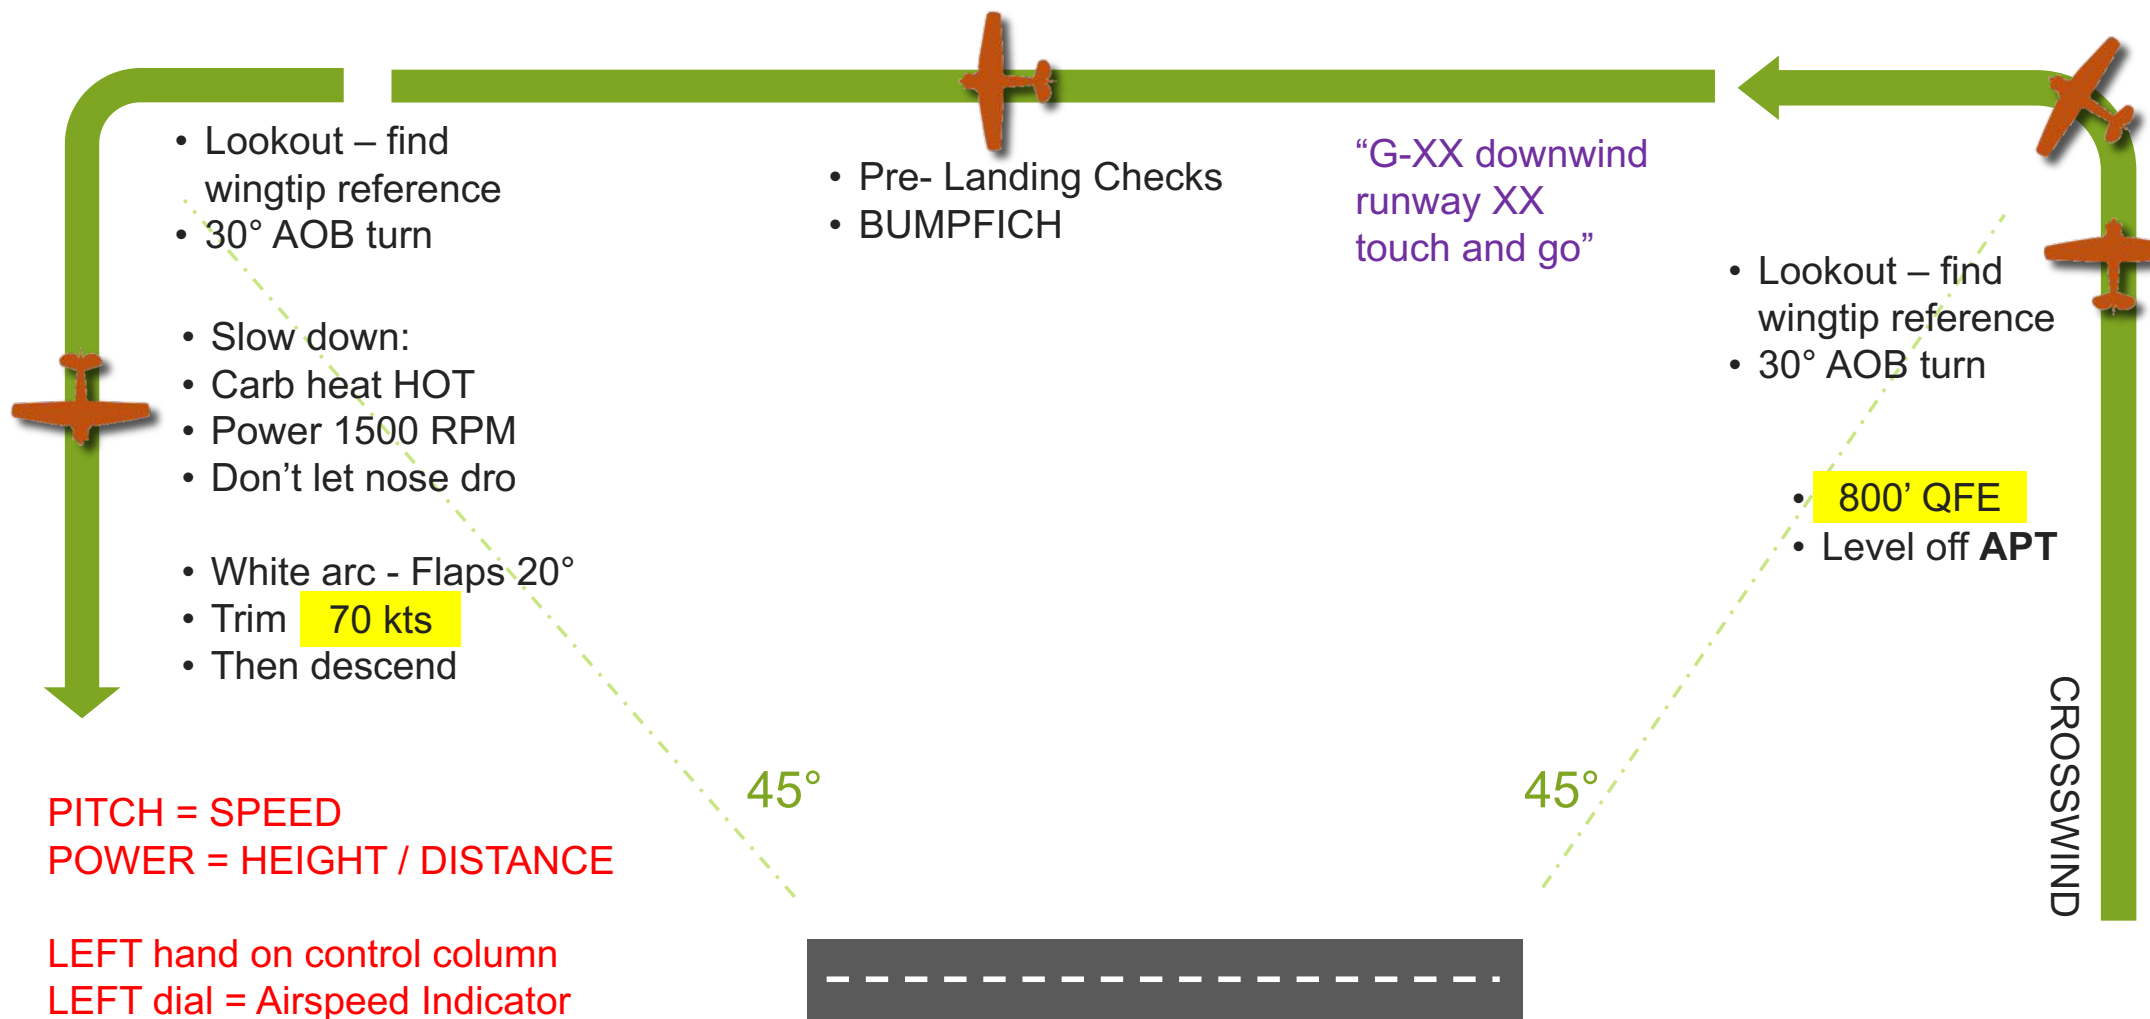 • Lookout – find
wingtip reference
• 30° AOB turn
• Slow down:
• Carb heat HOT
• Power 1500 RPM
• Don’t let nose dro
• White arc - Flaps 20°
• Trim 70 kts
• Then descend
• Pre- Landing Checks
• BUMPFICH
“G-XX downwind
runway XX
touch and go”
• Lookout – find
wingtip reference
• 30° AOB turn
• 800’ QFE
• Level off APT
CROSSWIND
45°
45°
PITCH = SPEED
POWER = HEIGHT / DISTANCE
LEFT hand on control column
LEFT dial = Airspeed Indicator